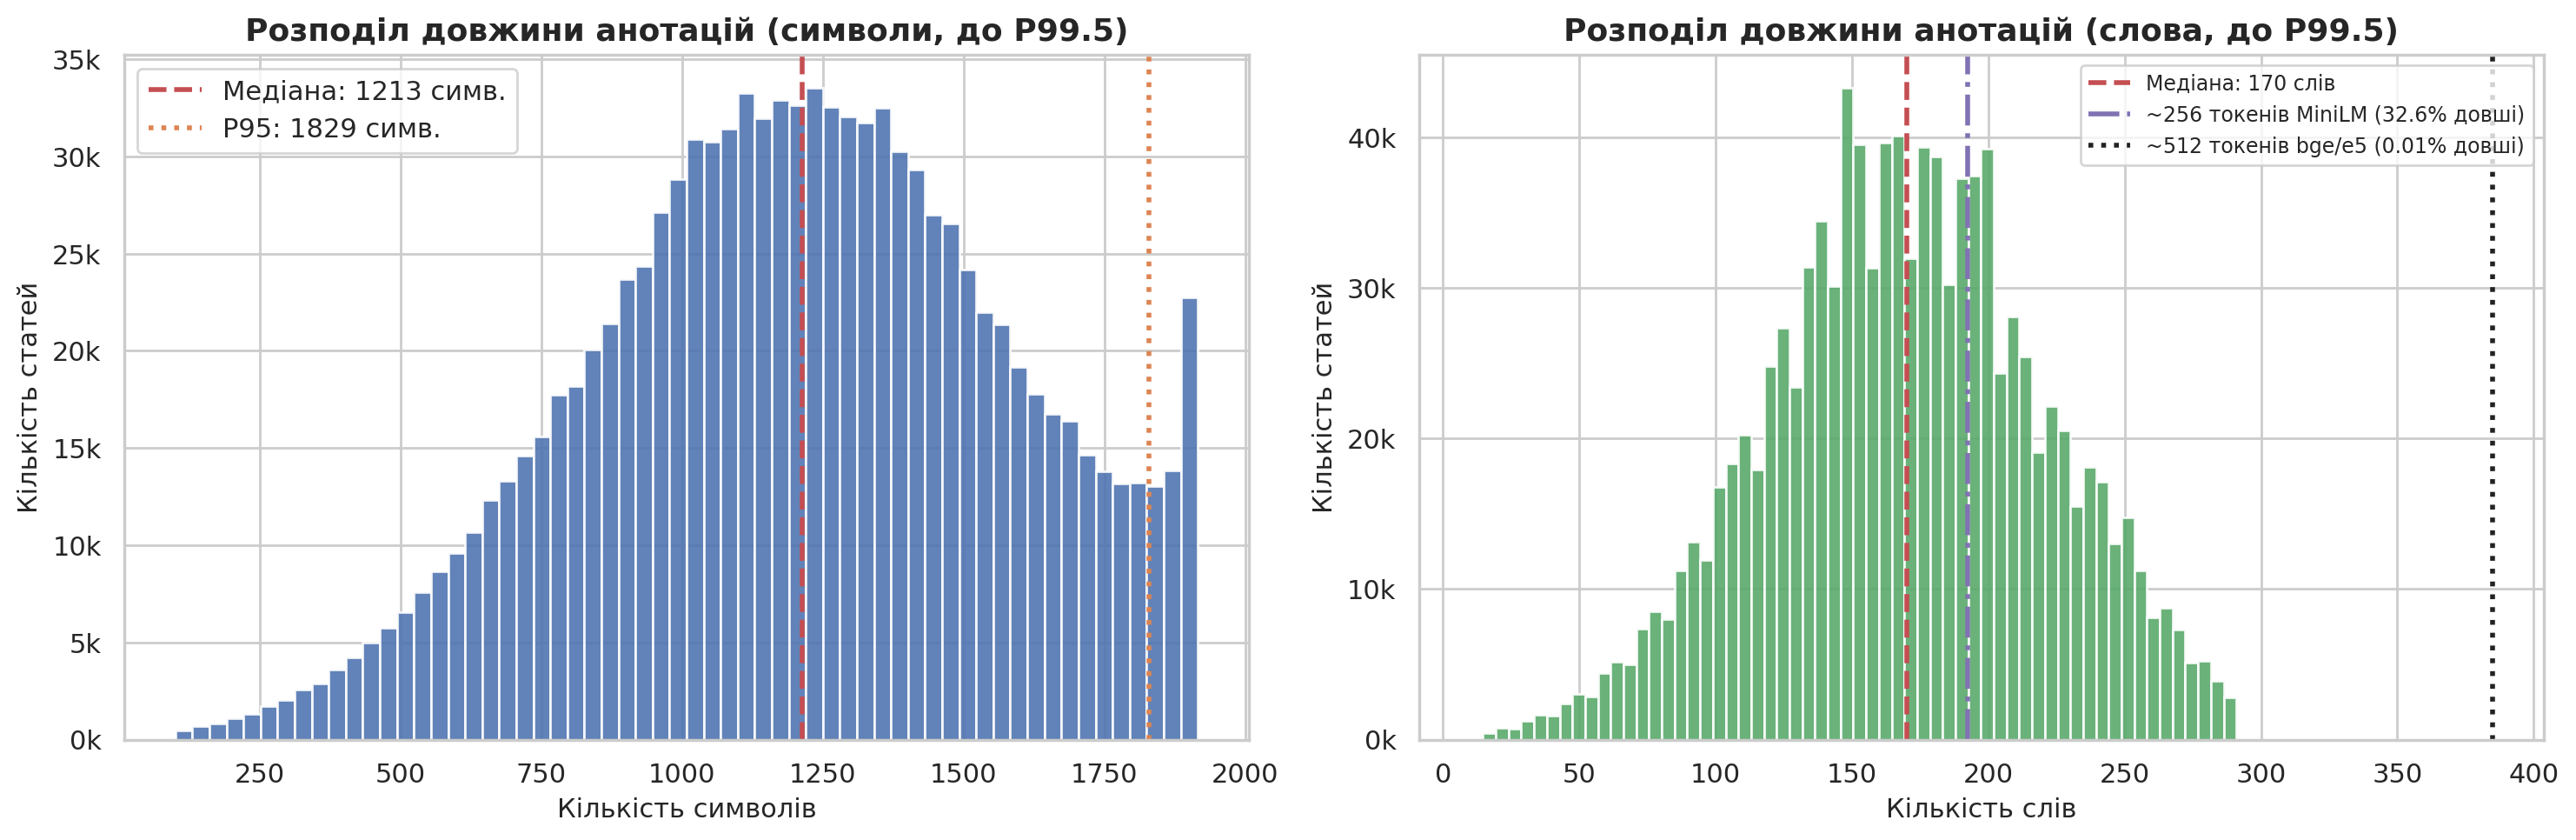 Розподіл довжини анотацій (символи, до P99.5)
35k
30k
25k
20k
15k
10k
5k
0k
Кількість статей
Медіана: 1213 симв.
P95: 1829 симв.
250 500 750 1000 1250 1500 1750 2000
Кількість символів
Розподіл довжини анотацій (слова, до P99.5)
40k
30k
20k
10k
0k
Кількість статей
Медіана: 170 слів
~256 токенів MiniLM (32.6% довші)
~512 токенів bge/e5 (0.01% довші)
0 50 100 150 200 250 300 350 400
Кількість слів